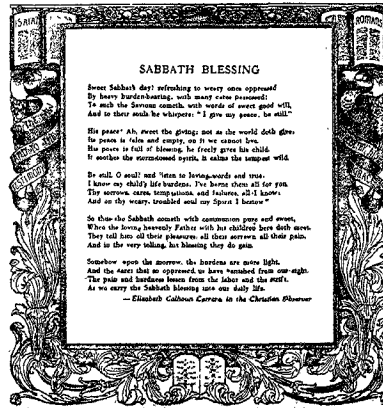 ISAIAH
ROMANS
SABBATH BLESSING
Sweet Sabbath day! refreshing to weary ones oppressed
By heavy burden-bearing, with many cares possessed;
To such the Saviour cometh, with words of sweet good will,
And to their souls he whispers: "I give my peace, be still."
His peace! Ah, sweet the giving; not as the world doth give;
Its peace is false and empty, on it we cannot live.
His peace is full of blessing, he freely gives his child.
It soothes the stormtossed spirit, it calms the tempest wild.
Be still, O soul! and listen to loving words and true.
I know my child's life burdens, I've borne them all for you.
Thy sorrows, cares, temptations, and failures, all I know.
And on thy weary, troubled soul my Spirit I bestow."
So thus the Sabbath cometh with communion pure and sweet,
When the loving heavenly Father with his children here doth meet.
They tell him all their pleasures, all their sorrows, all their pain,
And in the very telling, his blessing they do gain.
Somehow upon the morrow, the burdens are more light,
And the cares that so oppressed us have vanished from our sight.
The pain and hardness lessen from the labor and the strife,
As we carry the Sabbath blessing into our daily life.
—Elizabeth Calhoun in the Christian Observer